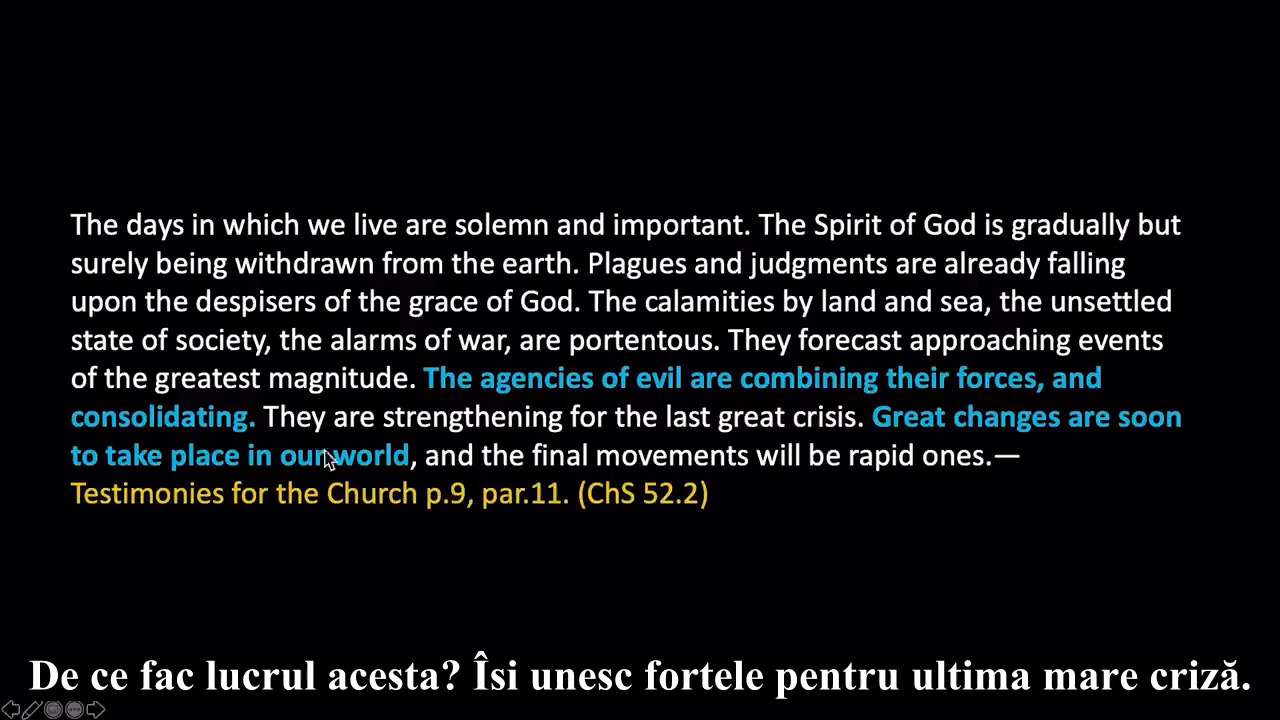 The days in which we live are solemn and important. The Spirit of God is gradually but
surely being withdrawn from the earth. Plagues and judgments are already falling
upon the despisers of the grace of God. The calamities by land and sea, the unsettled
state of society, the alarms of war, are portentous. They forecast approaching events
of the greatest magnitude. The agencies of evil are combining their forces, and
consolidating. They are strengthening for the last great crisis. Great changes are soon
to take place in our world, and the final movements will be rapid ones.—
Testimonies for the Church p.9, par.11. (ChS 52.2)
De ce fac lucrul acesta? Îsi unesc fortele pentru ultima mare criză.